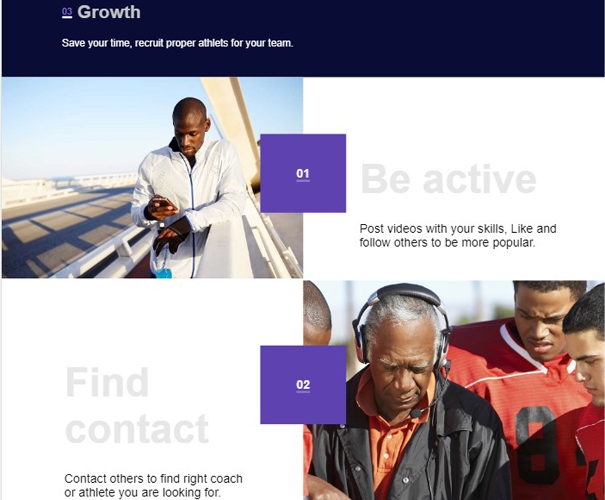 03 Growth
Save your time, recruit proper athlets for your team.
01
Be active
Post videos with your skills, Like and
follow others to be more popular.
02
Find
contact
Contact others to find right coach
or athlete you are looking for.
8